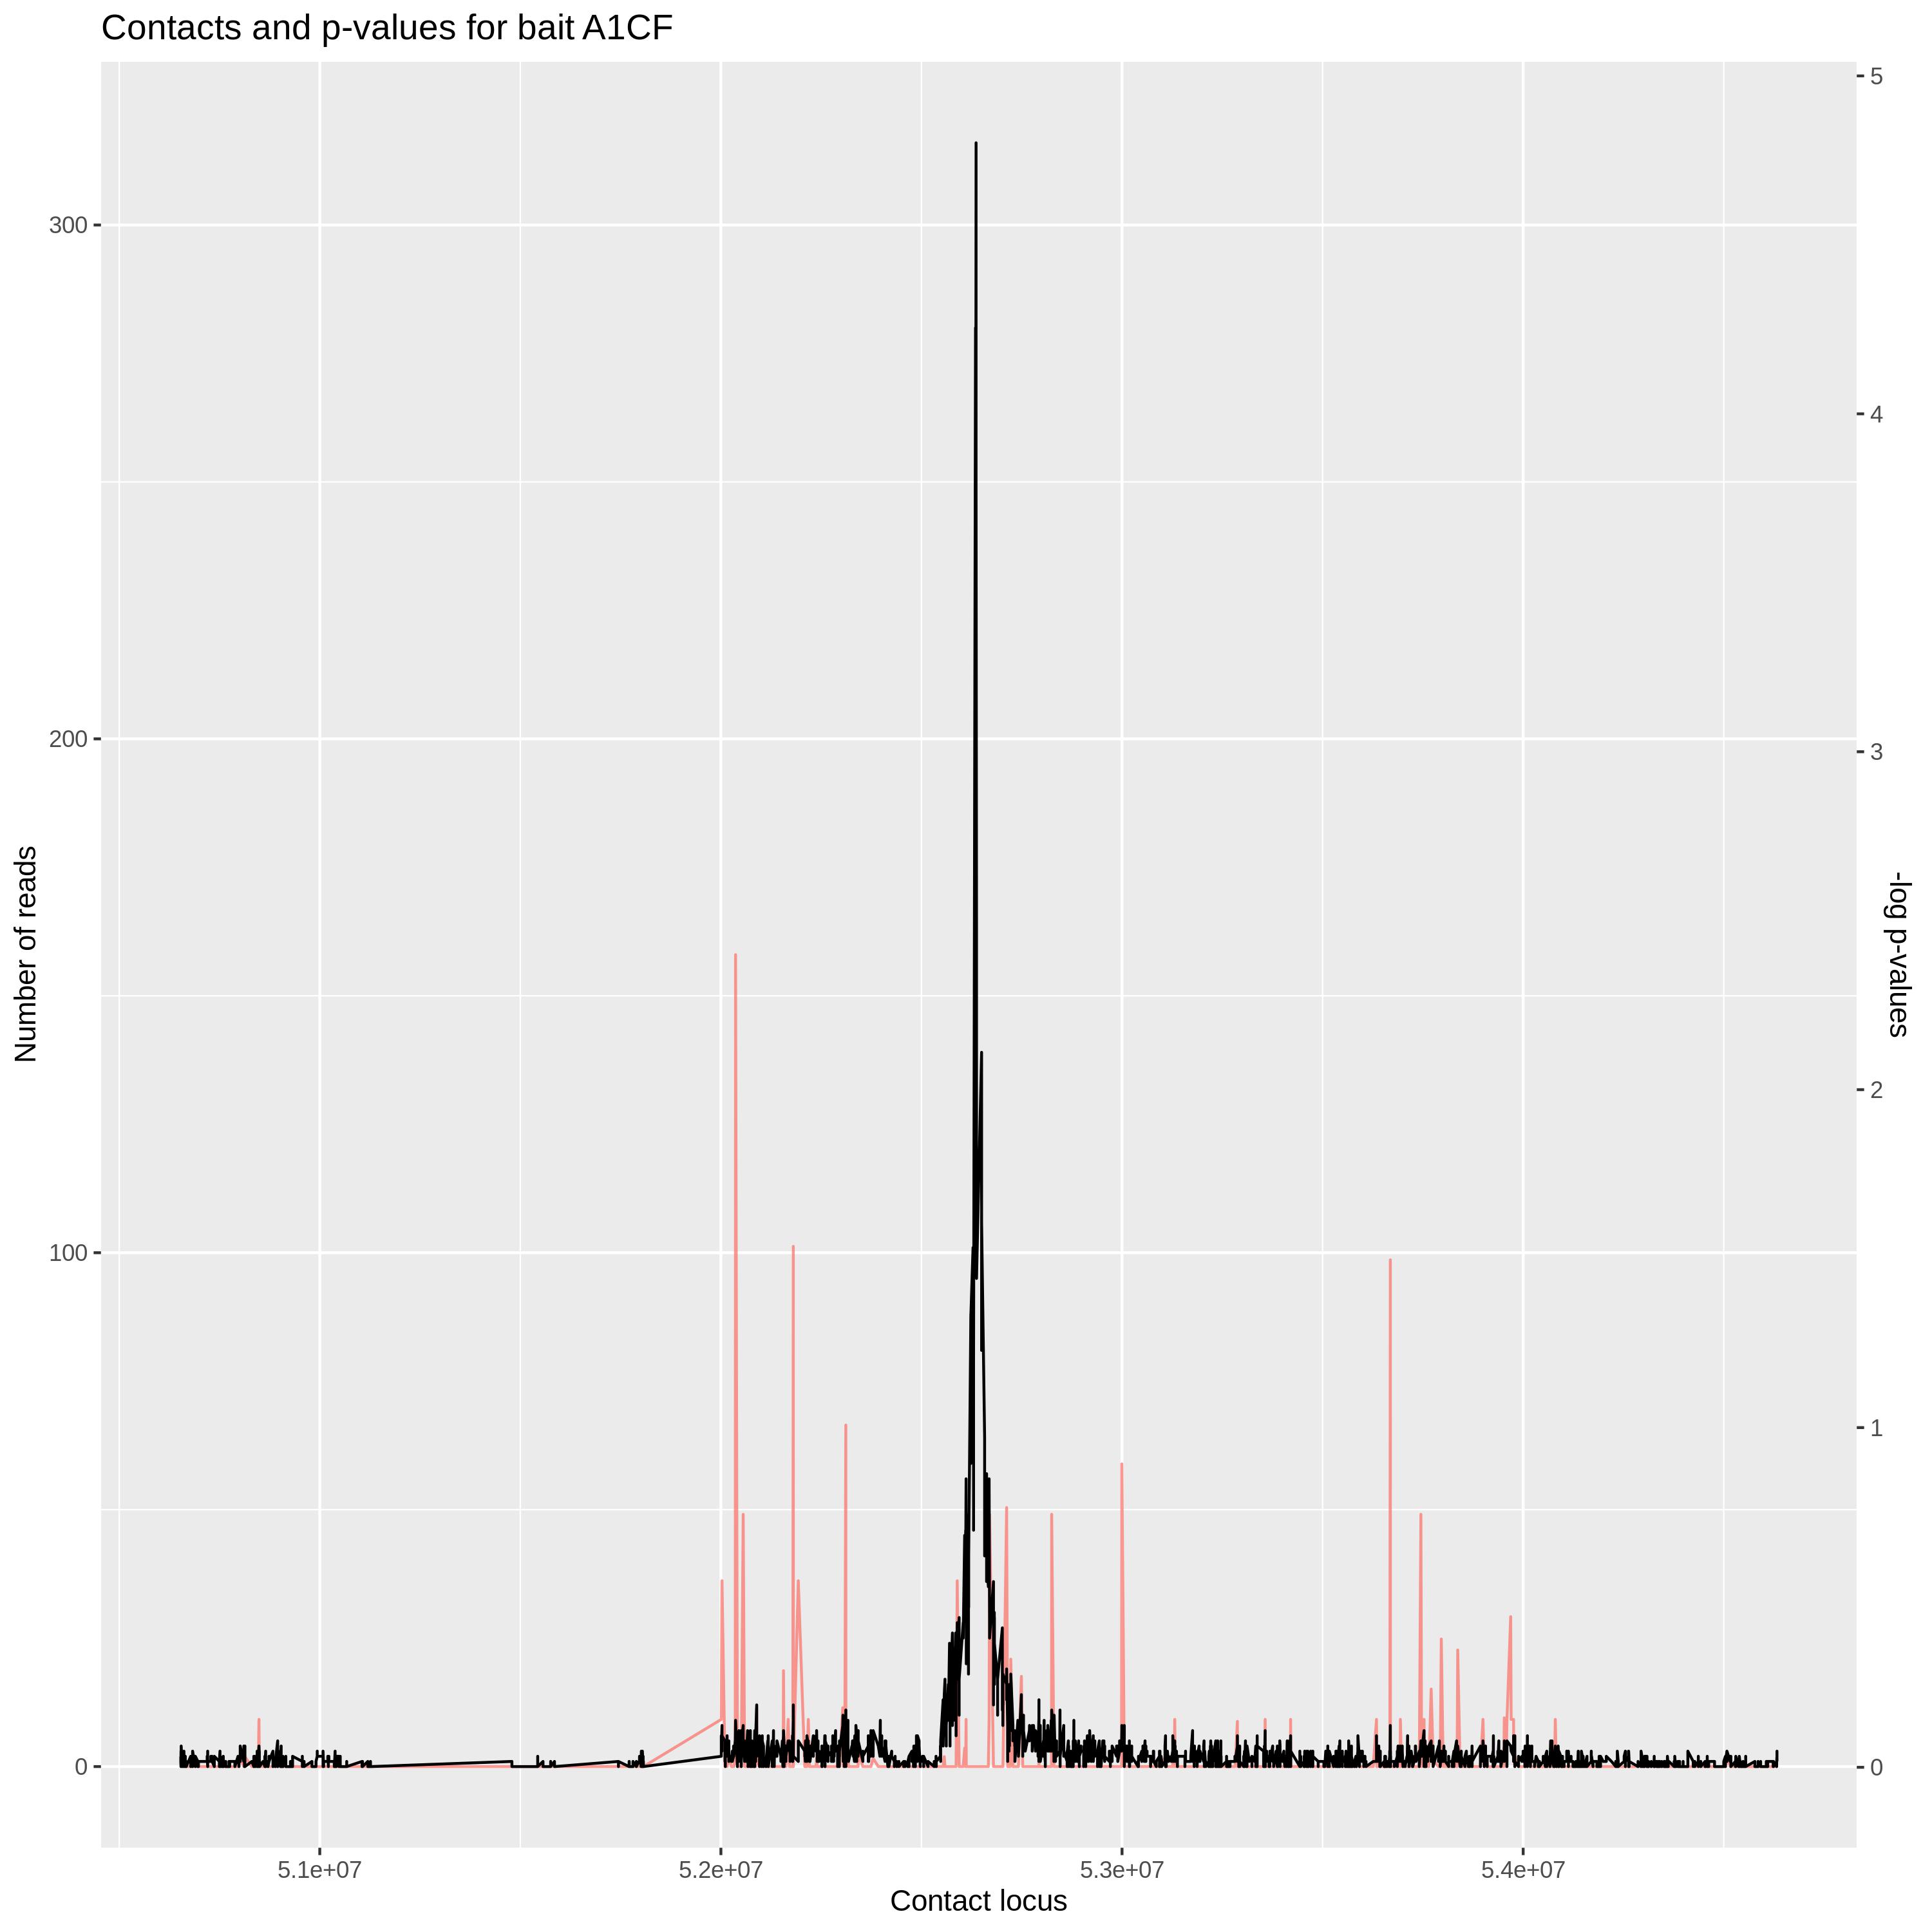 Contacts and p-values for bait A1CF
Number of reads
300
200
100
0
5
4
3
2
1
0
-log p-values
5.1e+07 5.2e+07 5.3e+07 5.4e+07
Contact locus